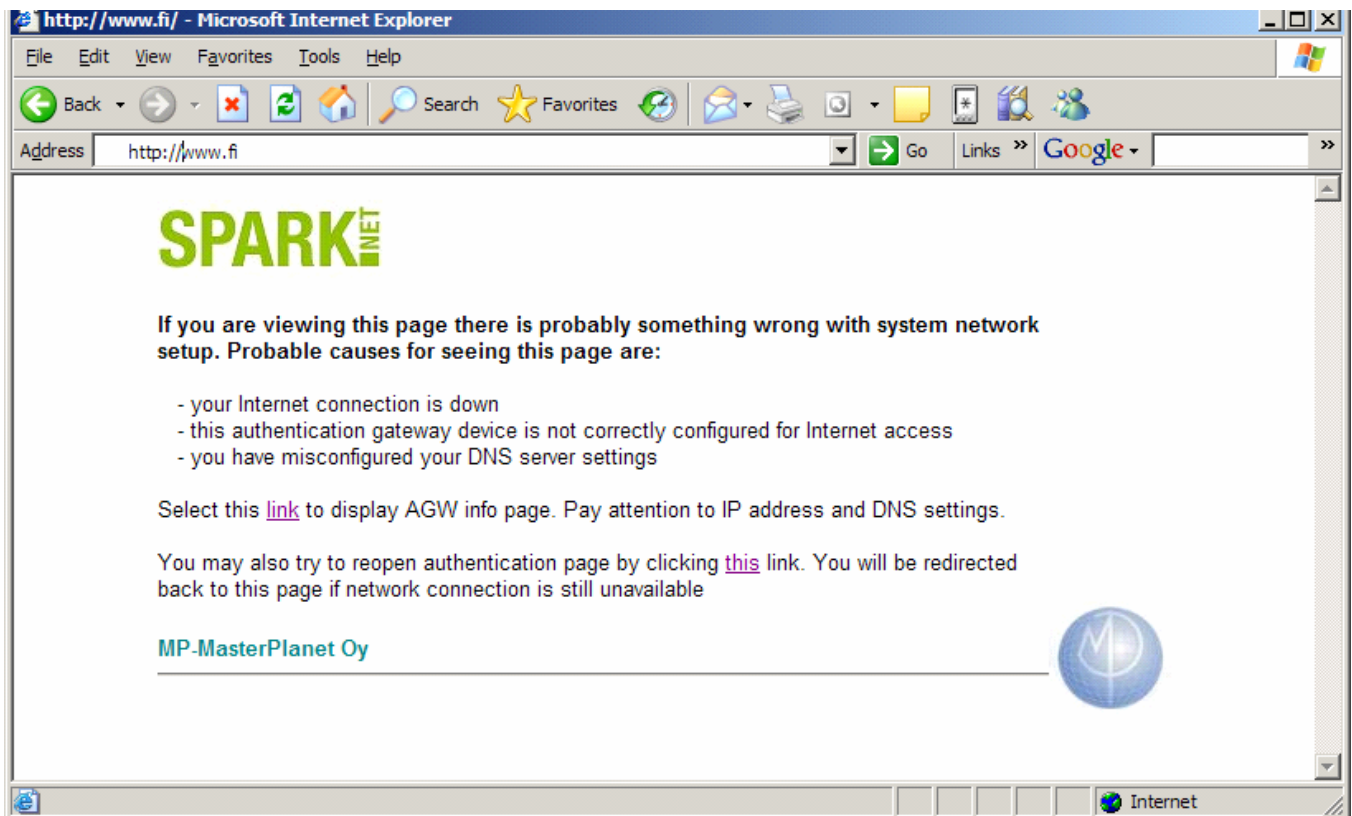 http://www.fi/ - Microsoft Internet Explorer
File Edit View Favorites Tools Help
Back Search Favorites
Address http://www.fi Go Links » Google »
SPARK NET
If you are viewing this page there is probably something wrong with system network
setup. Probable causes for seeing this page are:
- your Internet connection is down
- this authentication gateway device is not correctly configured for Internet access
- you have misconfigured your DNS server settings
Select this link to display AGW info page. Pay attention to IP address and DNS settings.
You may also try to reopen authentication page by clicking this link. You will be redirected
back to this page if network connection is still unavailable
MP-MasterPlanet Oy
Internet